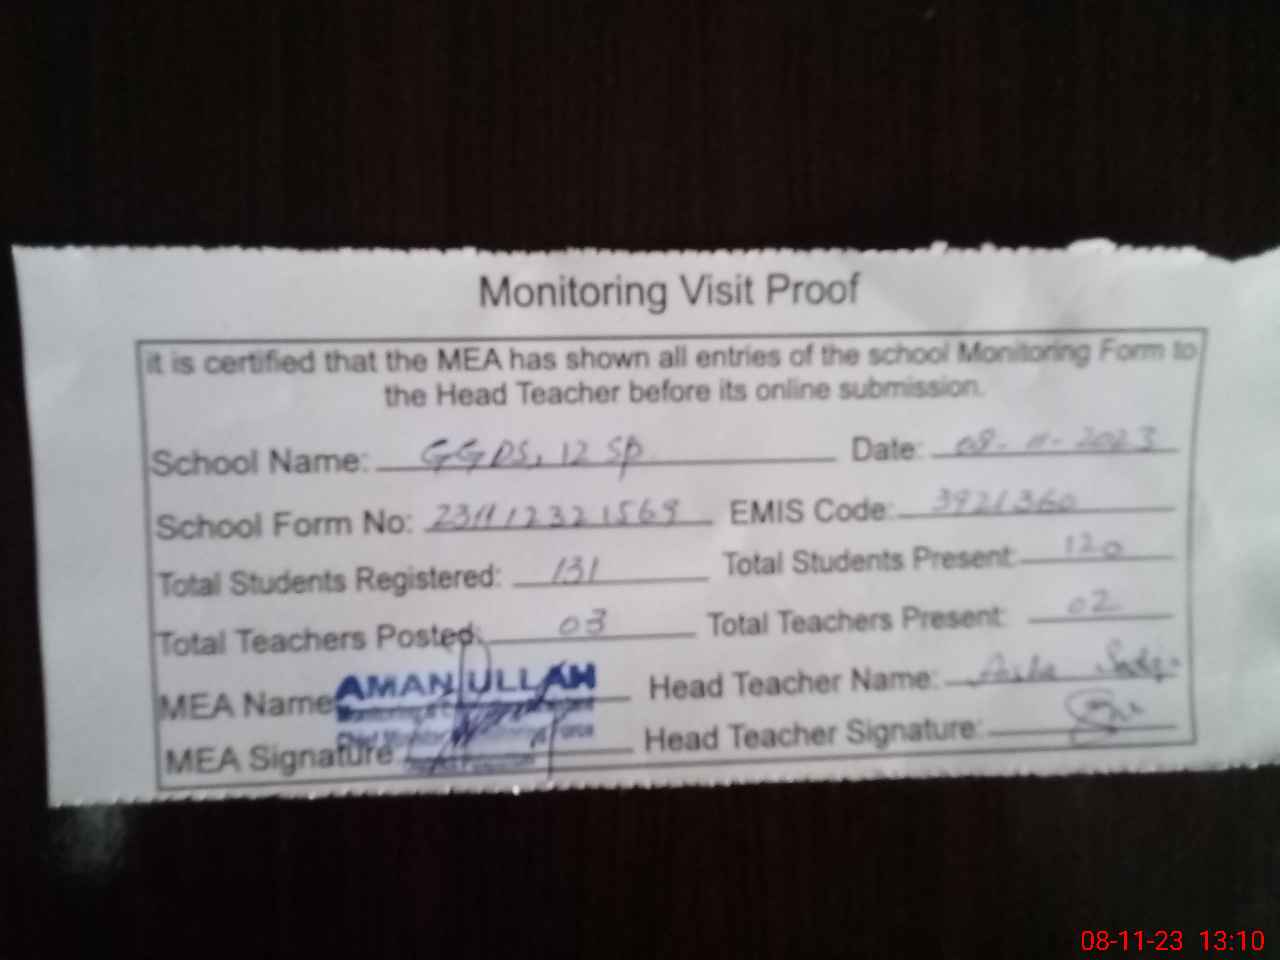 Monitoring Visit Proof
it is certified that the MEA has shown all entries of the school Monitoring Form to
the Head Teacher before its online submission.
School Name: GGPS, 12 SP Date: 08-11-2023
School Form No: EMIS Code: 3921360
Total Students Registered: 131 Total Students Present: 120
Total Teachers Posted: 03 Total Teachers Present: 02
MEA Name AMAN ULLAH Head Teacher Name:
MEA Signature Head Teacher Signature:
08-11-23 13:10